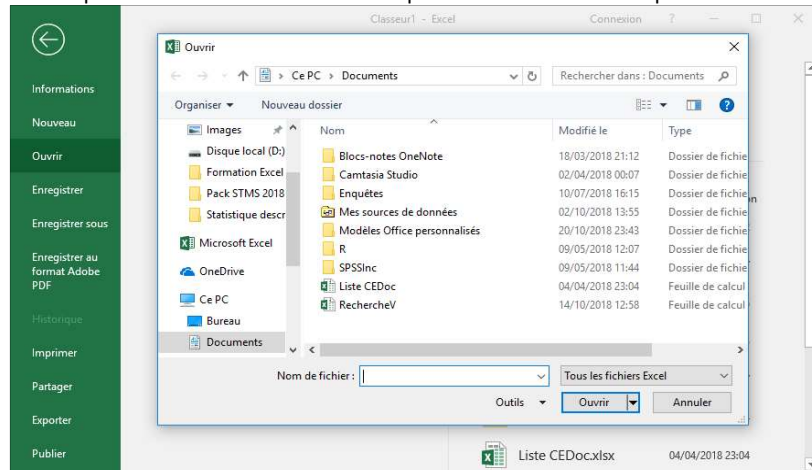 Classeur1 - Excel
Connexion ?
Informations
Nouveau
Ouvrir
Enregistrer
Enregistrer sous
Enregistrer au
format Adobe
PDF
Historique
Imprimer
Partager
Exporter
Publier
Ouvrir
Ce PC > Documents
Rechercher dans : Documents
Organiser
Nouveau dossier
Images
Disque local (D:)
Formation Excel
Pack STMS 2018
Statistique descr
Microsoft Excel
OneDrive
Ce PC
Bureau
Documents
Nom Modifié le Type
Blocs-notes OneNote 18/03/2018 21:12 Dossier de fichie
Camtasia Studio 02/04/2018 00:07 Dossier de fichie
Enquêtes 10/07/2018 16:15 Dossier de fichie
Mes sources de données 02/10/2018 13:55 Dossier de fichie
Modèles Office personnalisés 20/10/2018 23:43 Dossier de fichie
R 09/05/2018 12:07 Dossier de fichie
SPSSInc 09/05/2018 11:44 Dossier de fichie
Liste CEDoc 04/04/2018 23:04 Feuille de calcul
RechercheV 14/10/2018 12:58 Feuille de calcul
Nom de fichier :
Tous les fichiers Excel
Outils
Ouvrir
Annuler
Liste CEDoc.xlsx 04/04/2018 23:04